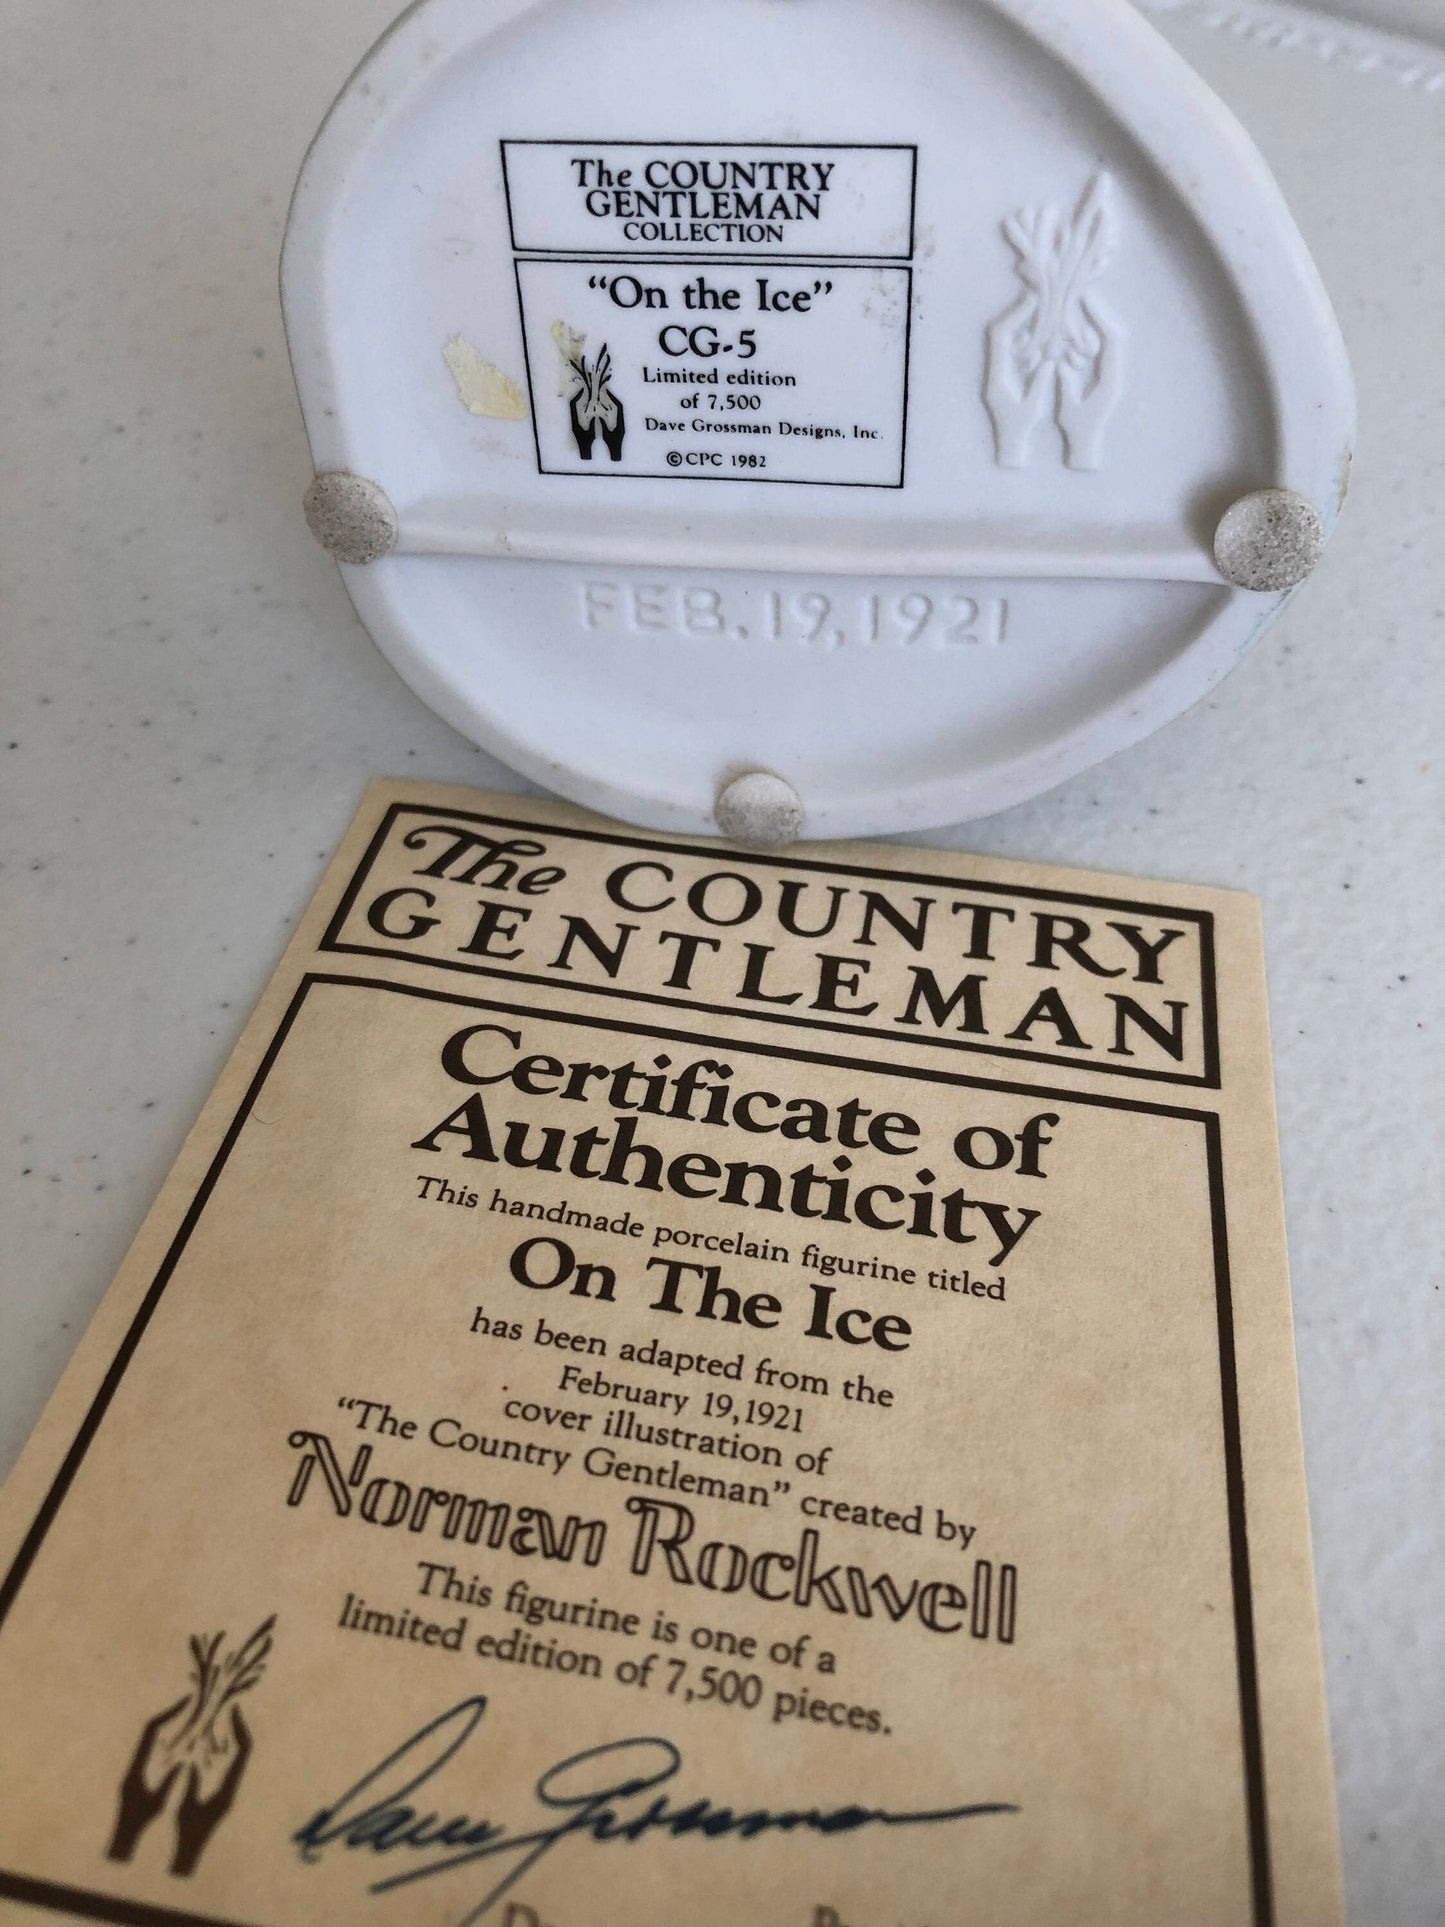 The COUNTRY
GENTLEMAN
COLLECTION
“On the Ice”
CG-5
Limited edition
of 7,500
Dave Grossman Designs, Inc.
©CPC 1982
FEB. 19, 1921
The COUNTRY
GENTLEMAN
Certificate of
Authenticity
This handmade porcelain figurine titled
On The Ice
has been adapted from the
February 19, 1921
cover illustration of
“The Country Gentleman” created by
Norman Rockwell
This figurine is one of a
limited edition of 7,500 pieces.
Dave Grossman